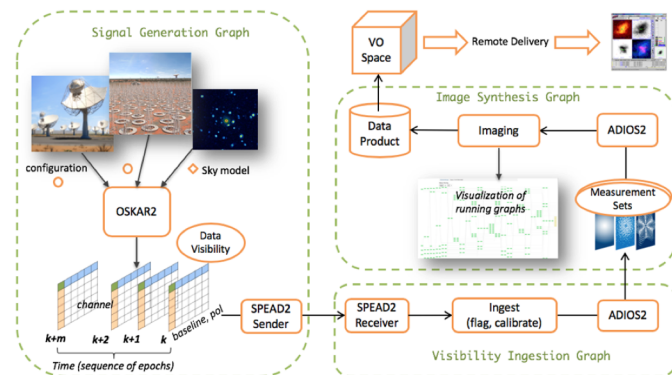 Signal Generation Graph
configuration
Sky model
OSKAR2
Data
Visibility
channel
baseline, pol
k+m
k+2
k+1
k
Time (sequence of epochs)
SPEAD2
Sender
VO
Space
Remote Delivery
Image Synthesis Graph
Data
Product
Imaging
ADIOS2
Visualization of
running graphs
Measurement
Sets
SPEAD2
Receiver
Ingest
(flag, calibrate)
ADIOS2
Visibility Ingestion Graph